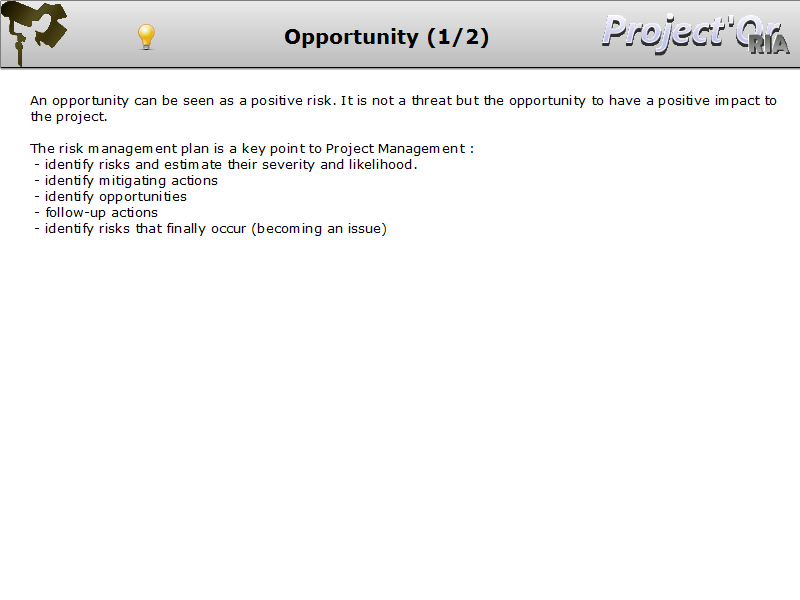 Opportunity (1/2)
Project'Or
RIA
An opportunity can be seen as a positive risk. It is not a threat but the opportunity to have a positive impact to
the project.
The risk management plan is a key point to Project Management :
- identify risks and estimate their severity and likelihood.
- identify mitigating actions
- identify opportunities
- follow-up actions
- identify risks that finally occur (becoming an issue)